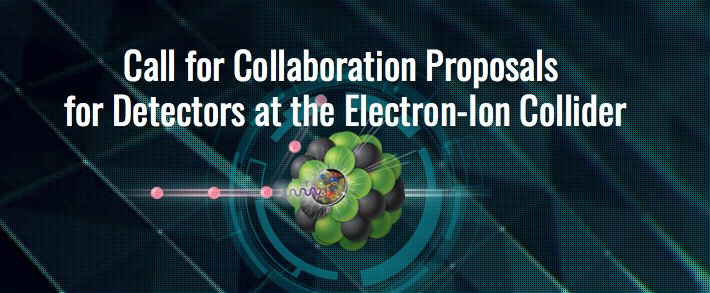 Call for Collaboration Proposals
for Detectors at the Electron-Ion Collider